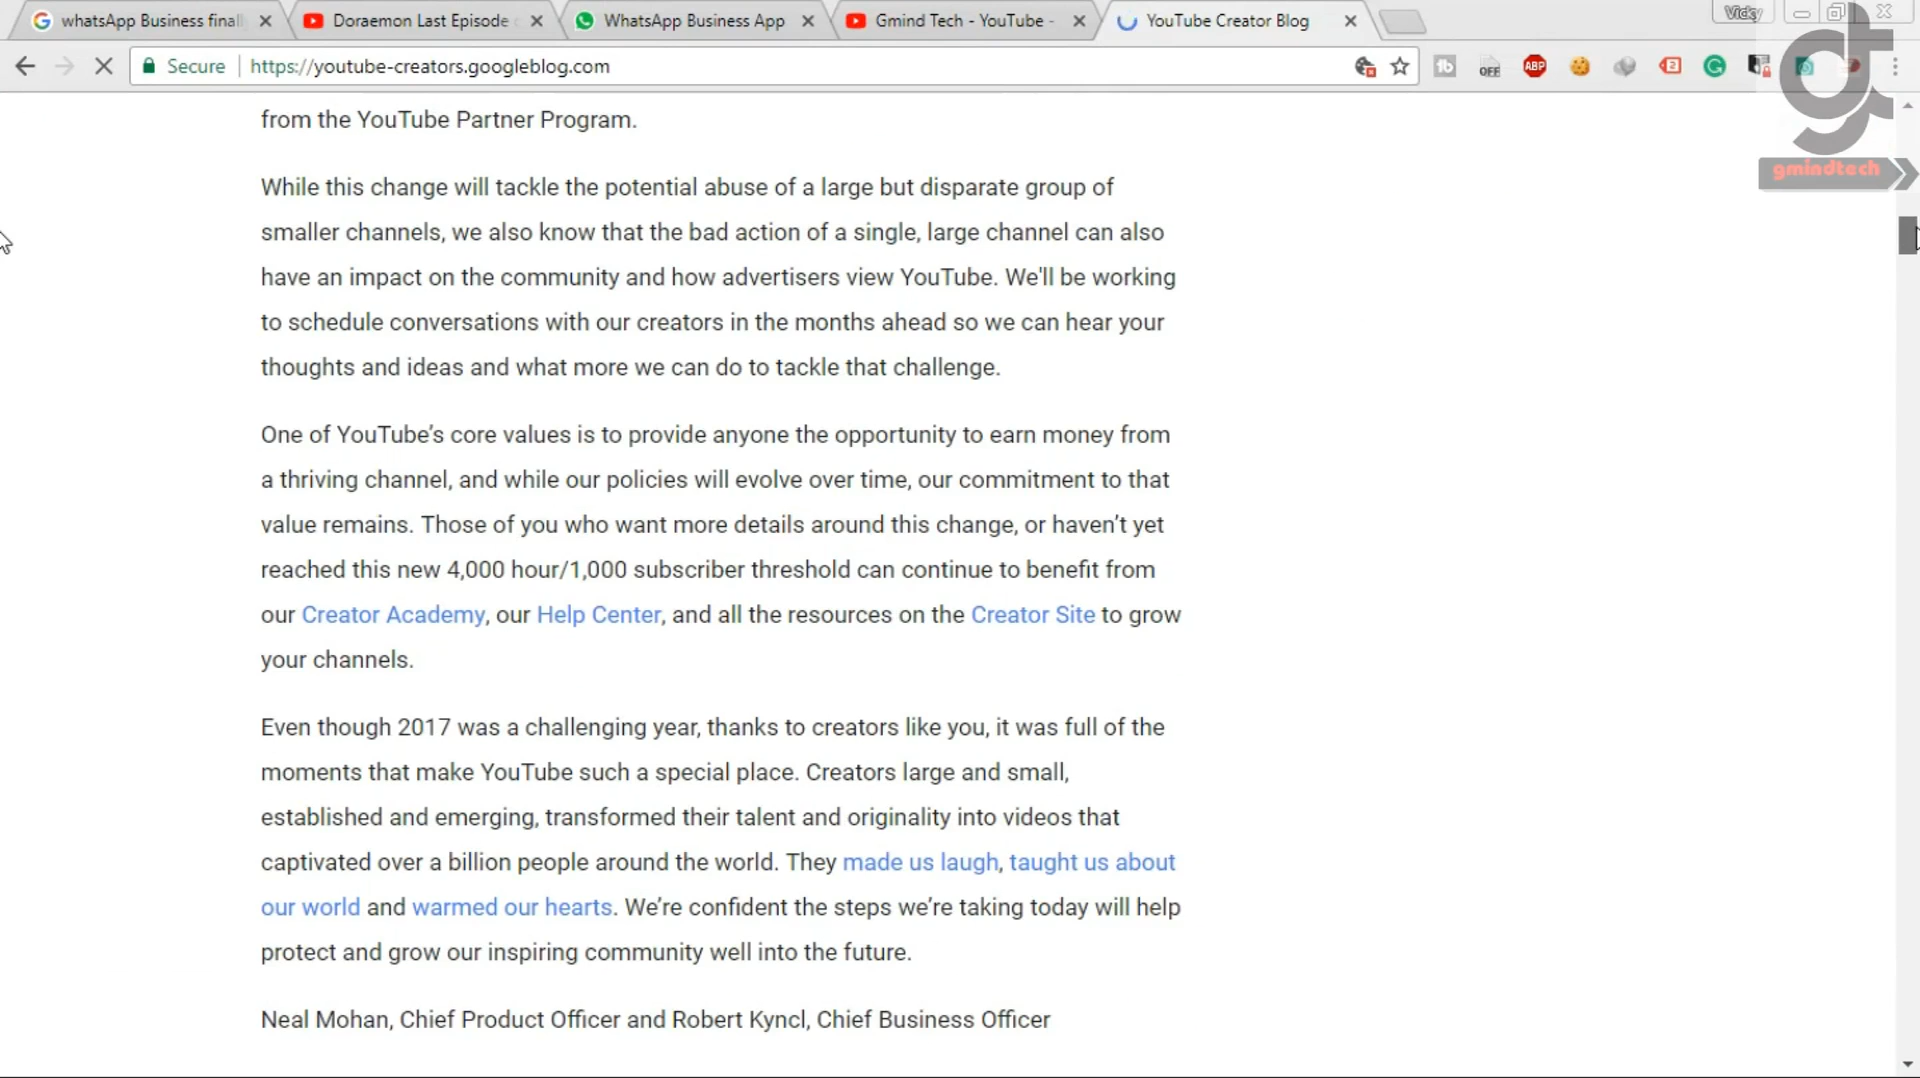 whatsApp Business finall
Doraemon Last Episode
WhatsApp Business App
Gmind Tech - YouTube -
YouTube Creator Blog
Vicky
Secure
https://youtube-creators.googleblog.com
OFF
ABP
2
gt
gmindtech
from the YouTube Partner Program.
While this change will tackle the potential abuse of a large but disparate group of
smaller channels, we also know that the bad action of a single, large channel can also
have an impact on the community and how advertisers view YouTube. We'll be working
to schedule conversations with our creators in the months ahead so we can hear your
thoughts and ideas and what more we can do to tackle that challenge.
One of YouTube’s core values is to provide anyone the opportunity to earn money from
a thriving channel, and while our policies will evolve over time, our commitment to that
value remains. Those of you who want more details around this change, or haven’t yet
reached this new 4,000 hour/1,000 subscriber threshold can continue to benefit from
our Creator Academy, our Help Center, and all the resources on the Creator Site to grow
your channels.
Even though 2017 was a challenging year, thanks to creators like you, it was full of the
moments that make YouTube such a special place. Creators large and small,
established and emerging, transformed their talent and originality into videos that
captivated over a billion people around the world. They made us laugh, taught us about
our world and warmed our hearts. We’re confident the steps we’re taking today will help
protect and grow our inspiring community well into the future.
Neal Mohan, Chief Product Officer and Robert Kyncl, Chief Business Officer